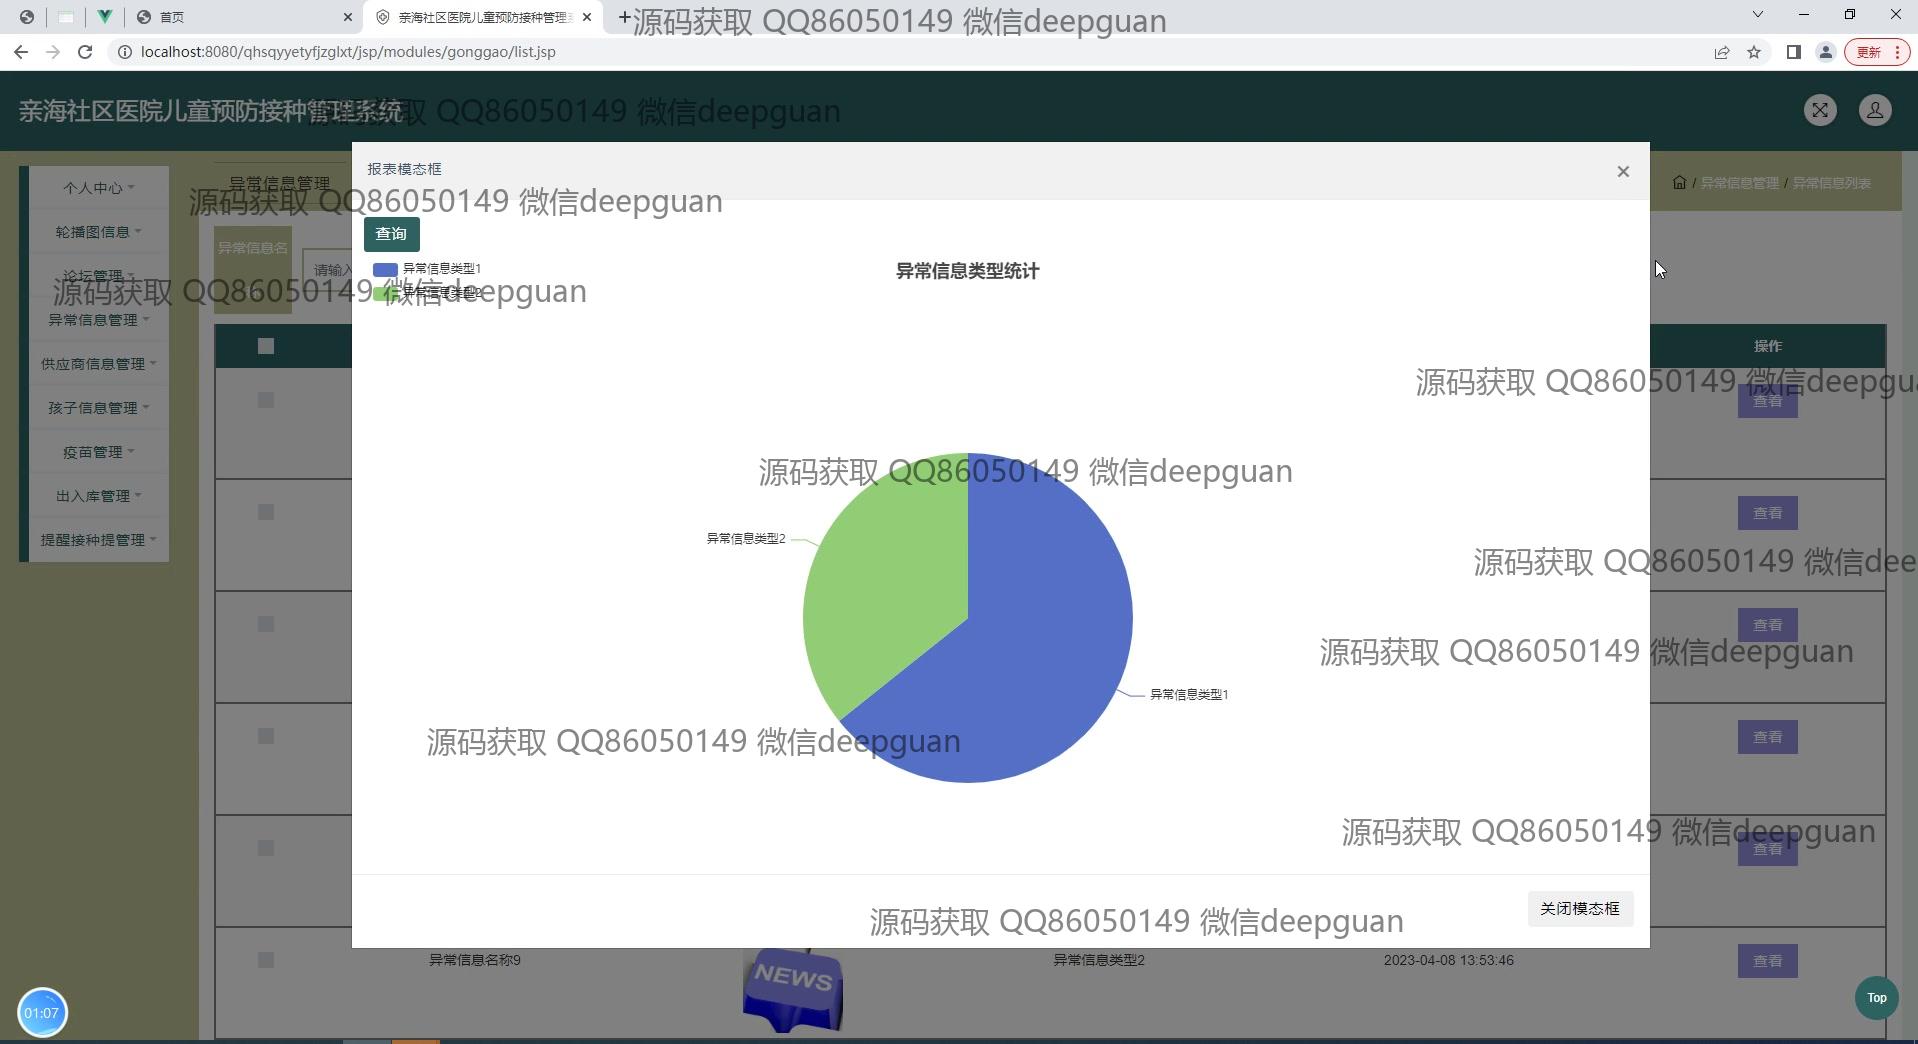 首页
亲海社区医院儿童预防接种管理系
源码获取 QQ86050149 微信deepguan
localhost:8080/qhsqyyetyfjzglxt/jsp/modules/gonggao/list.jsp
更新
亲海社区医院儿童预防接种管理系统
源码获取 QQ86050149 微信deepguan
报表模态框
×
个人中心
异常信息管理
异常信息管理 / 异常信息列表
源码获取 QQ86050149 微信deepguan
轮播图信息
查询
异常信息名
请输入
异常信息类型1
异常信息类型统计
论坛管理
源码获取 QQ86050149 微信deepguan
异常信息类型2
异常信息管理
操作
供应商信息管理
源码获取 QQ86050149 微信deepgu
查看
孩子信息管理
疫苗管理
源码获取 QQ86050149 微信deepguan
出入库管理
查看
提醒接种提管理
异常信息类型2
源码获取 QQ86050149 微信dee
查看
源码获取 QQ86050149 微信deepguan
异常信息类型1
查看
源码获取 QQ86050149 微信deepguan
源码获取 QQ86050149 微信deepguan
查看
关闭模态框
源码获取 QQ86050149 微信deepguan
异常信息名称9
NEWS
异常信息类型2
2023-04-08 13:53:46
查看
Top
01:07